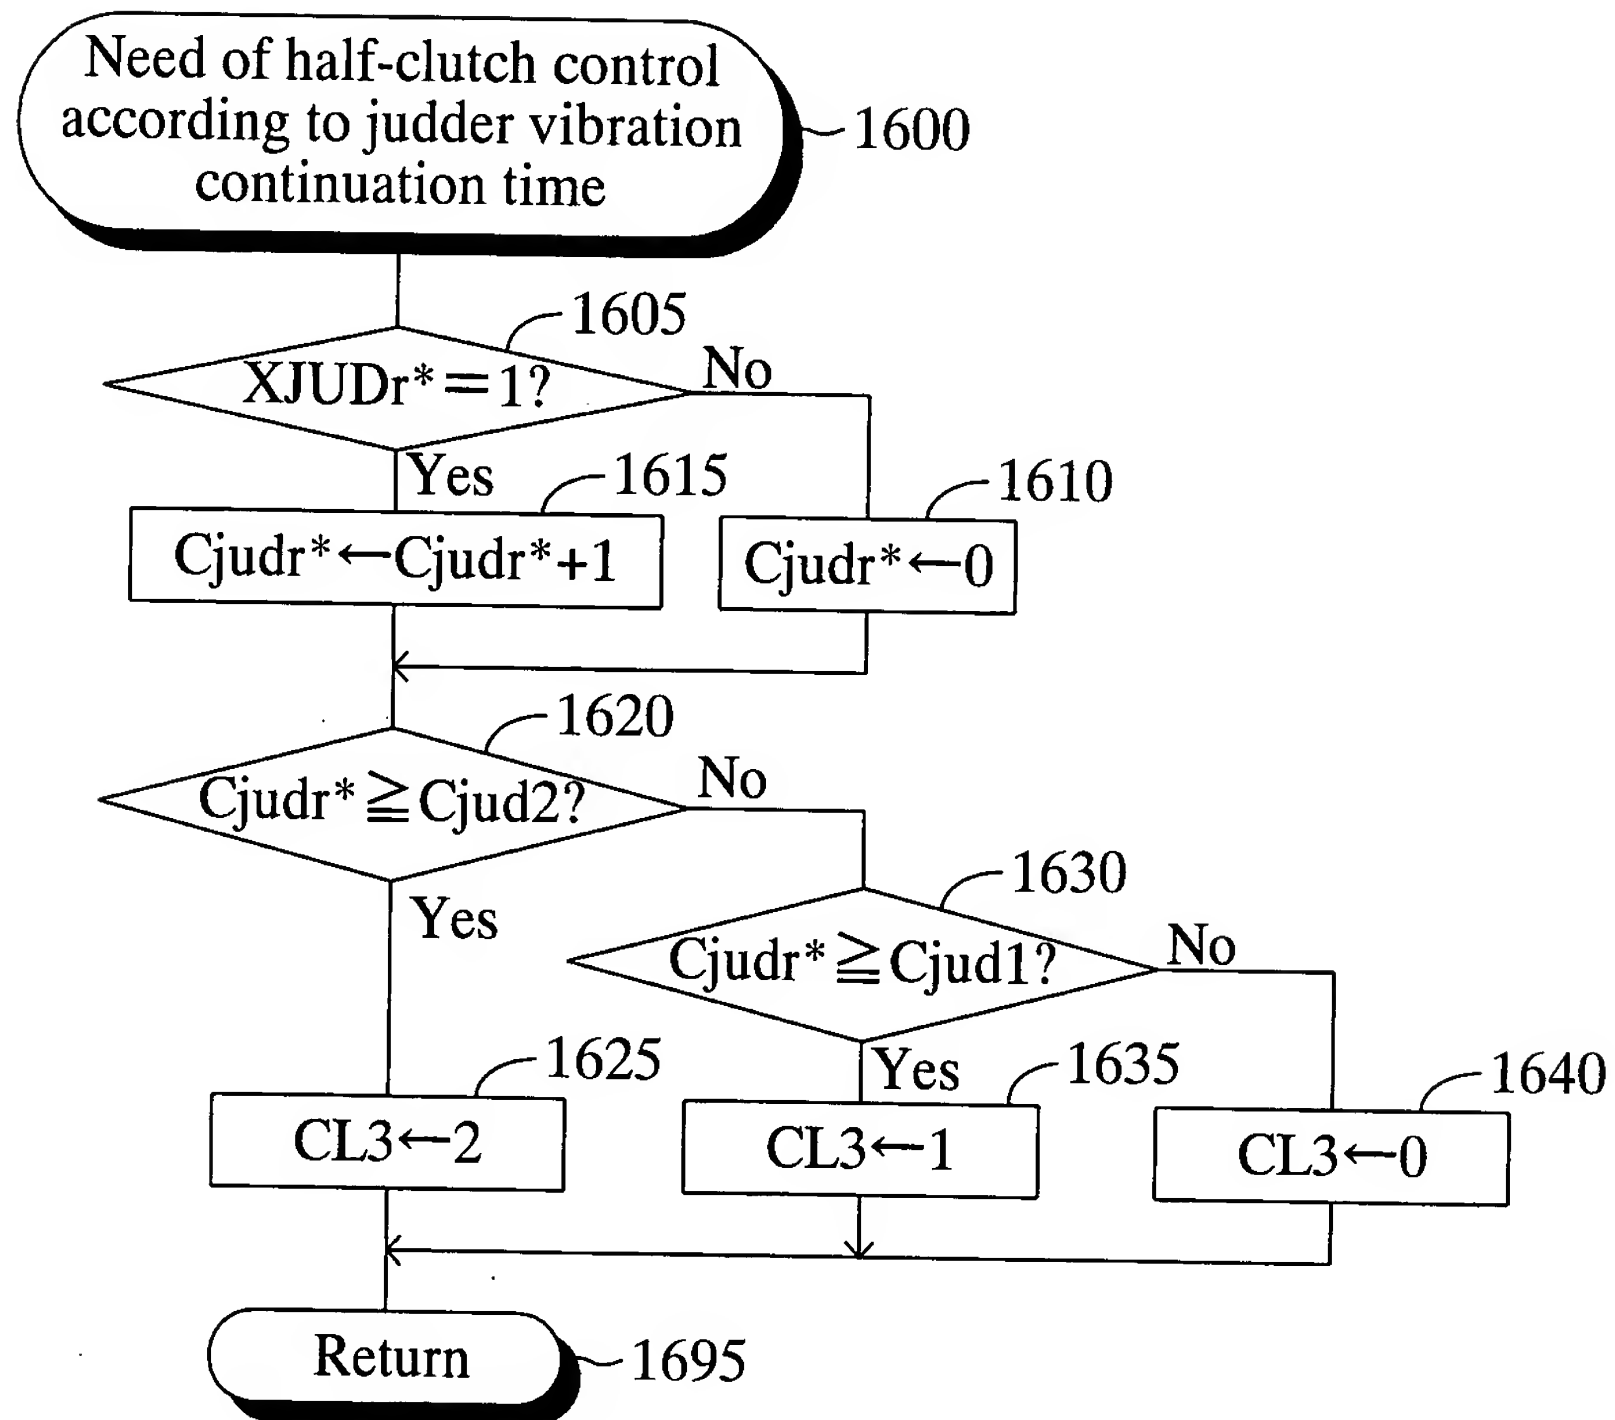 Need of half-clutch control
according to judder vibration
continuation time
1600
1605
XJUDr*=1?
No
Yes
1615
1610
Cjudr*←Cjudr*+1
Cjudr*←0
1620
Cjudr*≧Cjud2?
No
Yes
1630
Cjudr*≧Cjud1?
No
Yes
1625
1635
1640
CL3←2
CL3←1
CL3←0
Return
1695